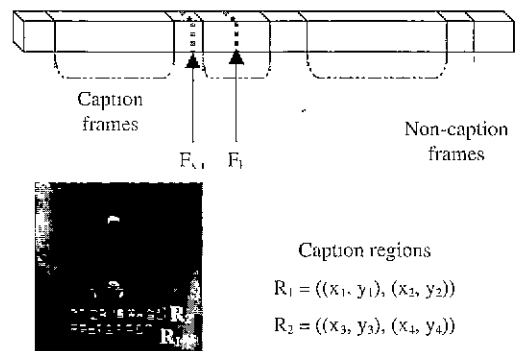 Caption
frames
Non-caption
frames
F
F
Caption regions
R₁ = ((x₁, y₁), (x₂, y₂))
R₂ = ((x₃, y₃), (x₄, y₄))
R₂
R₁